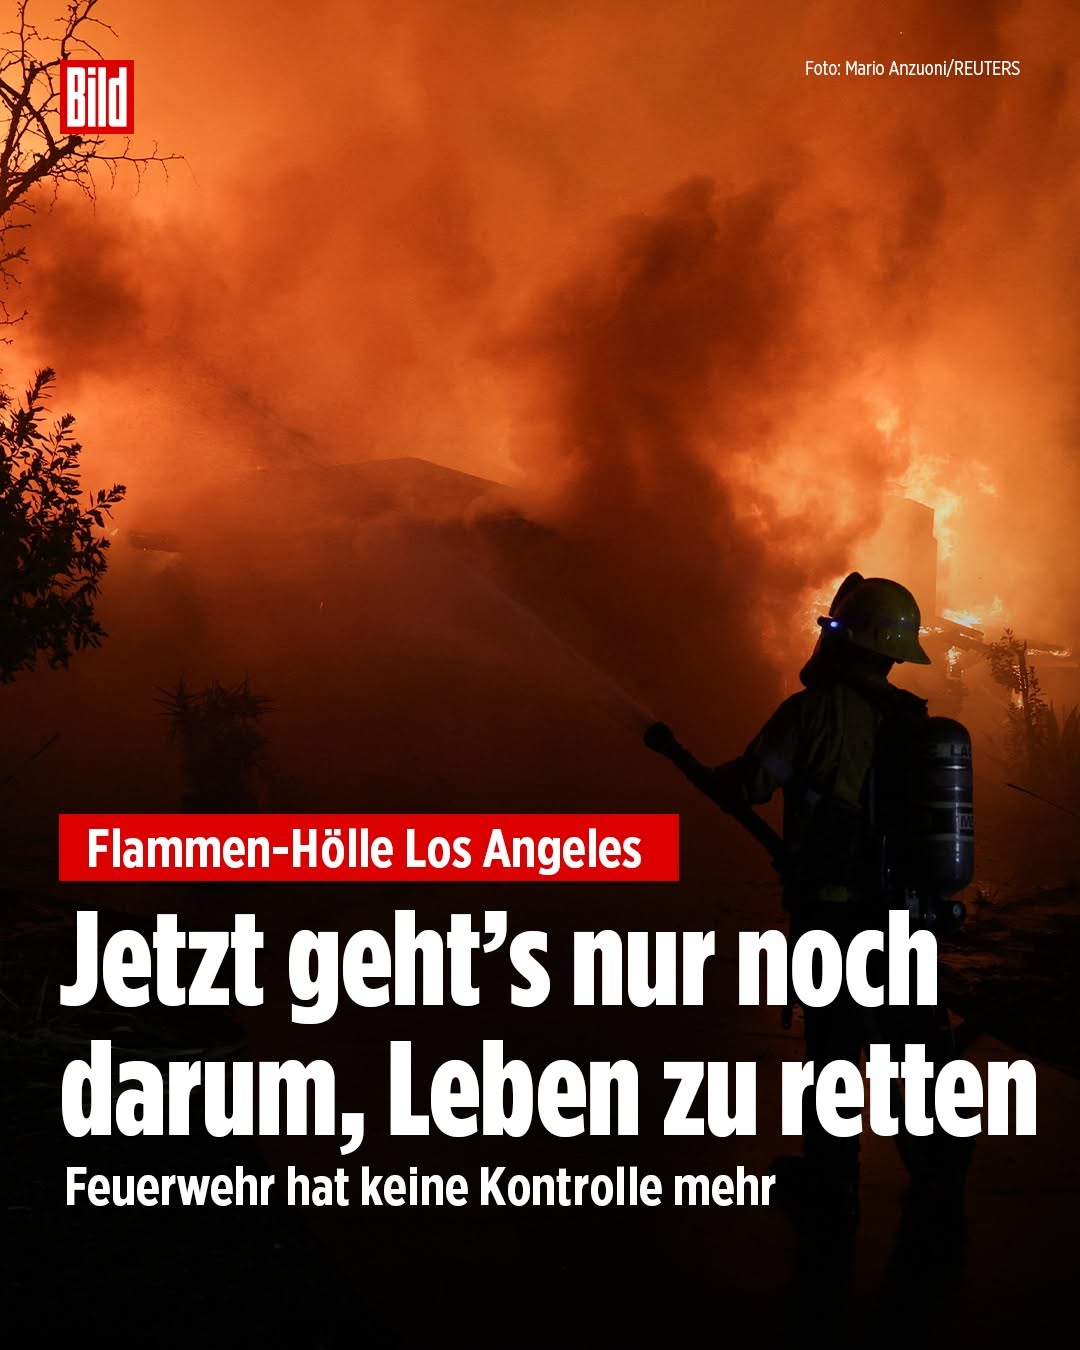 Bild
Foto: Mario Anzuoni/REUTERS
Flammen-Hölle Los Angeles
Jetzt geht’s nur noch
darum, Leben zu retten
Feuerwehr hat keine Kontrolle mehr